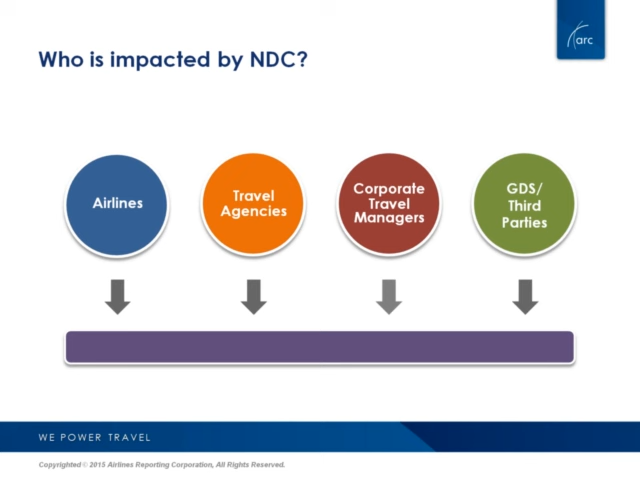 arc
Who is impacted by NDC?
Airlines
Travel
Agencies
Corporate
Travel
Managers
GDS/
Third
Parties
WE POWER TRAVEL
Copyrighted © 2015 Airlines Reporting Corporation, All Rights Reserved.